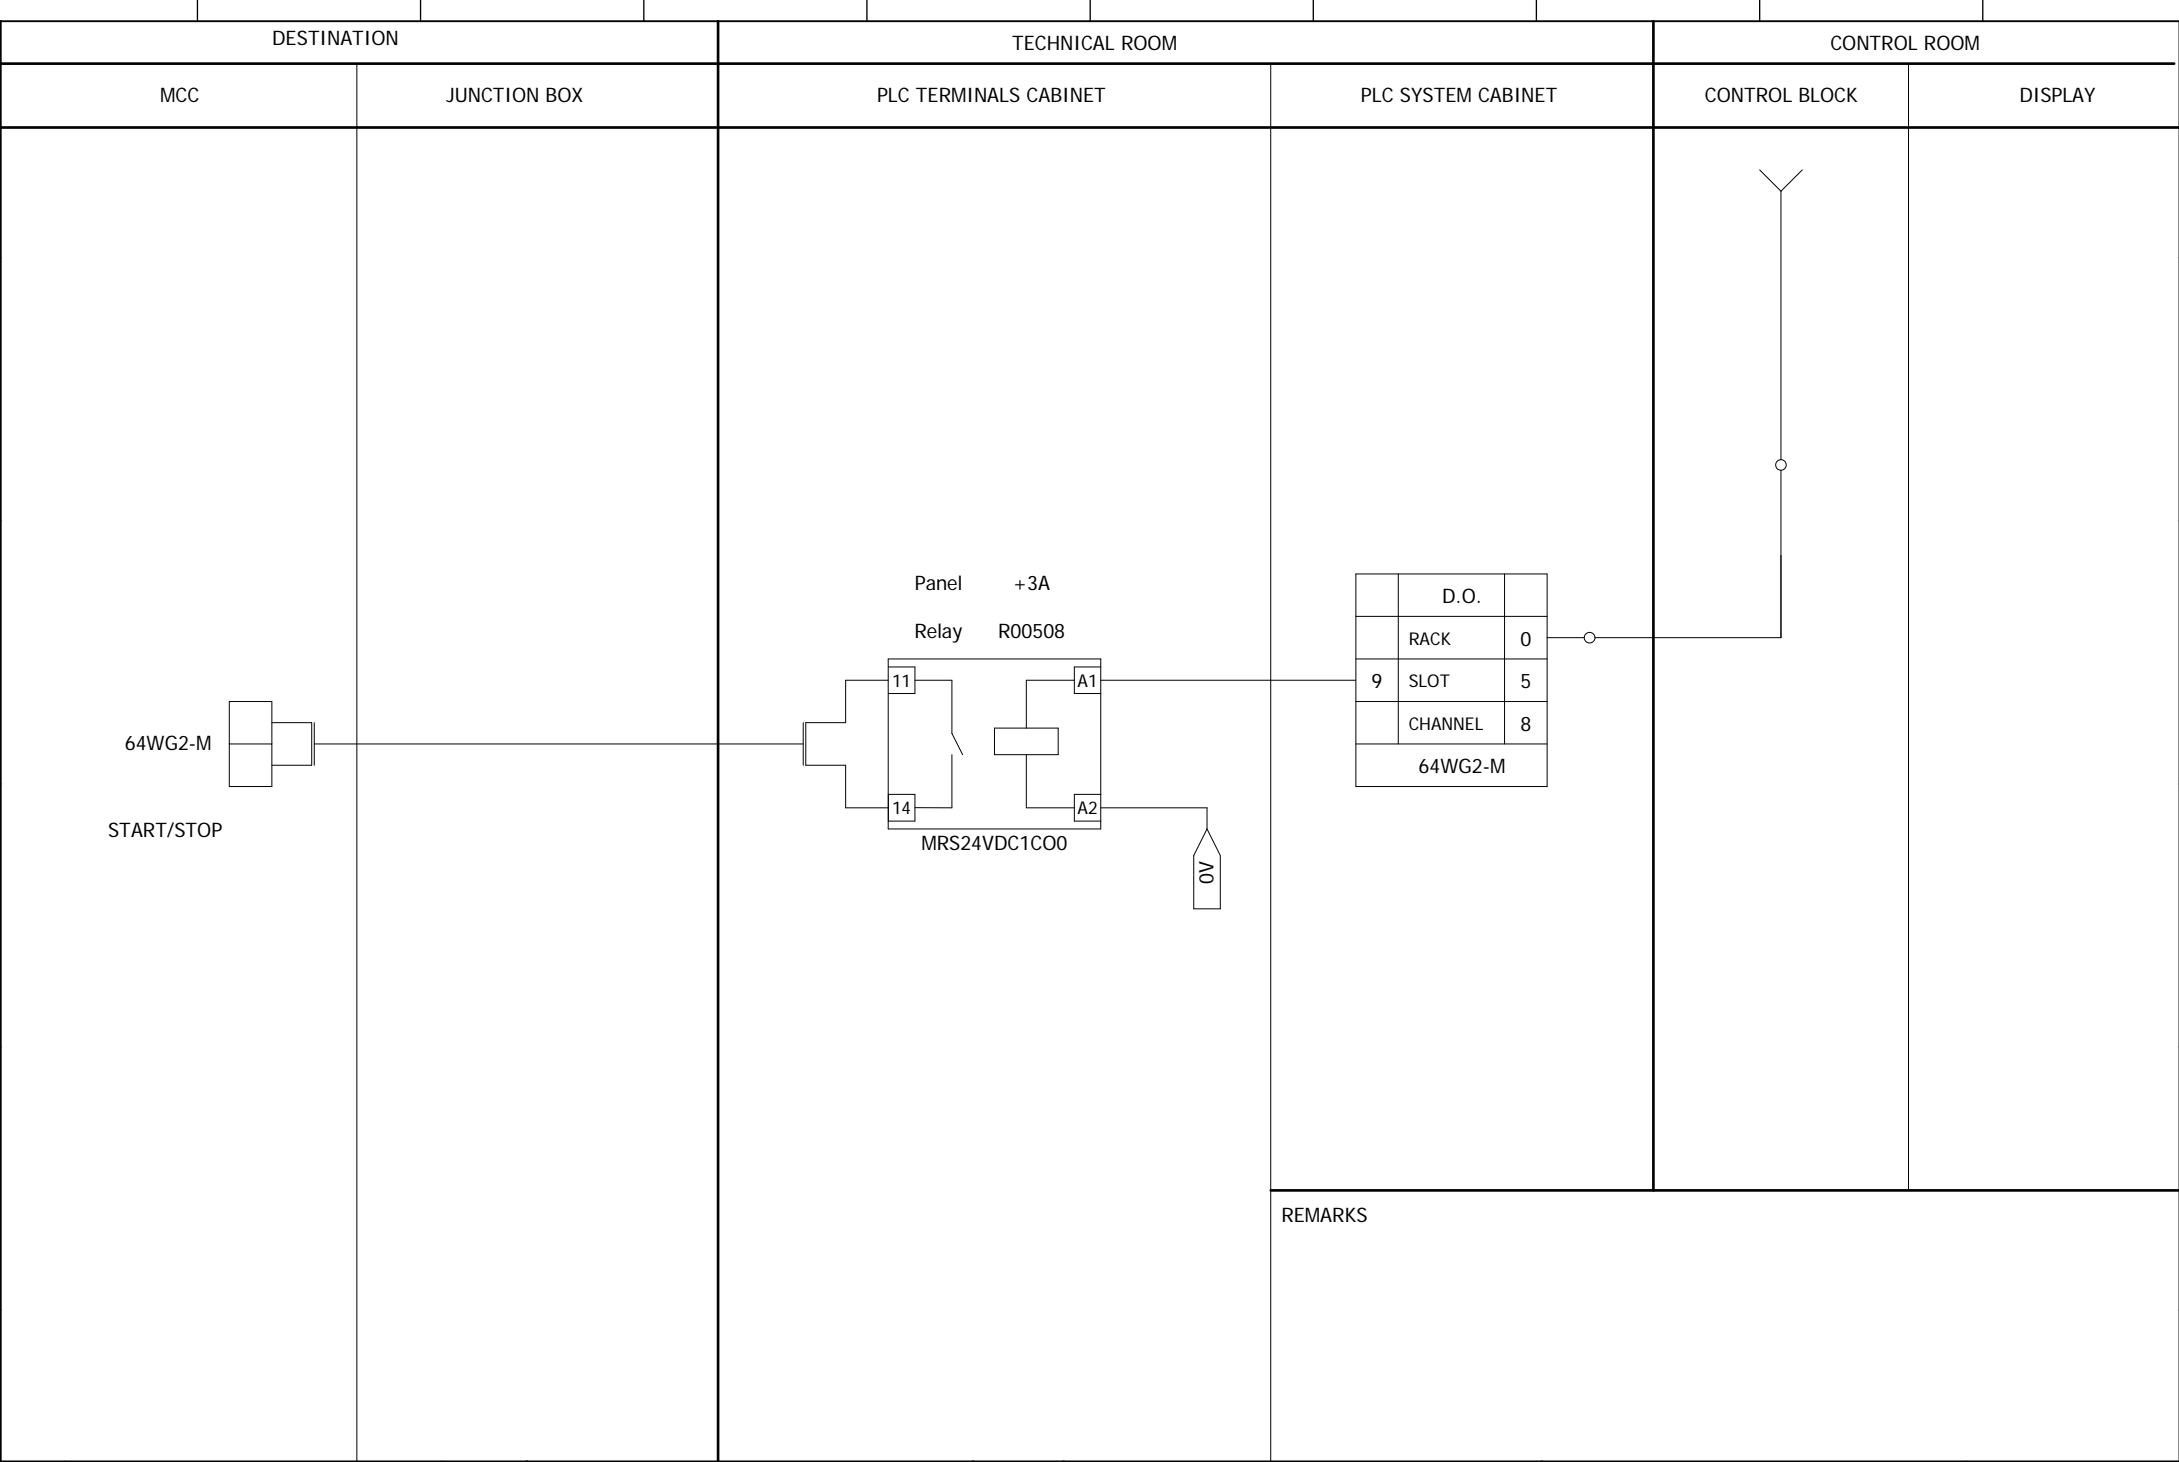 DESTINATION
TECHNICAL ROOM
CONTROL ROOM
MCC
JUNCTION BOX
PLC TERMINALS CABINET
PLC SYSTEM CABINET
CONTROL BLOCK
DISPLAY
64WG2-M
START/STOP
Panel +3A
Relay R00508
11
A1
14
A2
MRS24VDC1CO0
0V
D.O.
RACK 0
9 SLOT 5
CHANNEL 8
64WG2-M
REMARKS